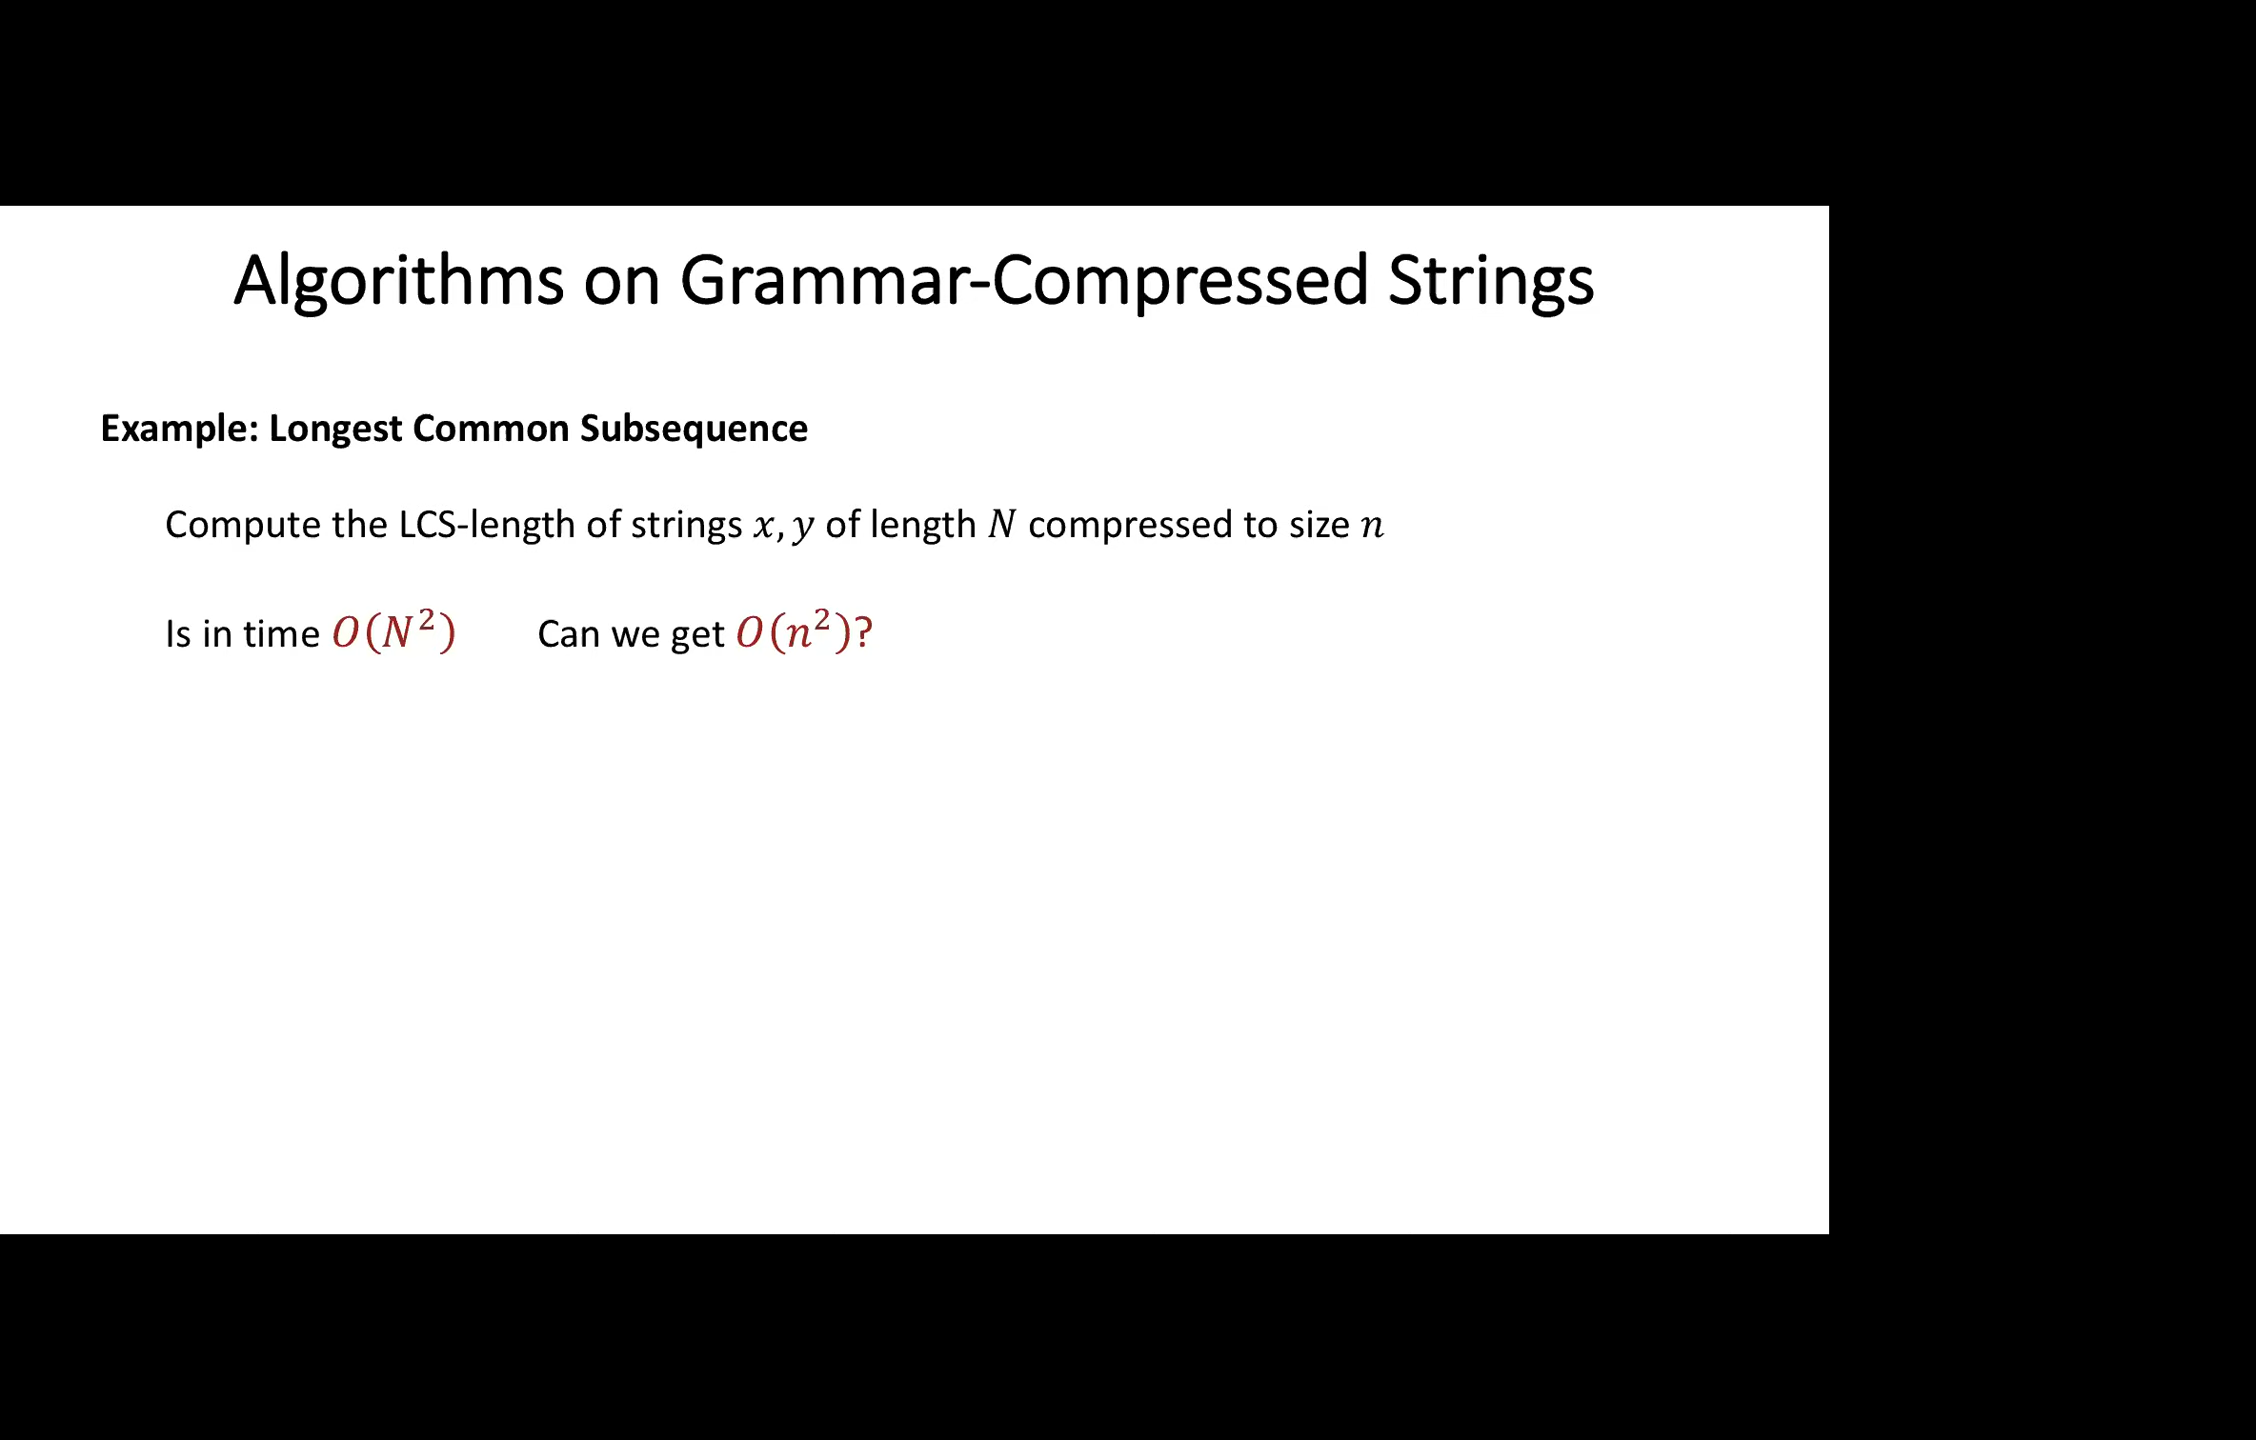 Algorithms on Grammar-Compressed Strings
Example: Longest Common Subsequence
Compute the LCS-length of strings x, y of length N compressed to size n
Is in time O(N²) Can we get O(n²)?